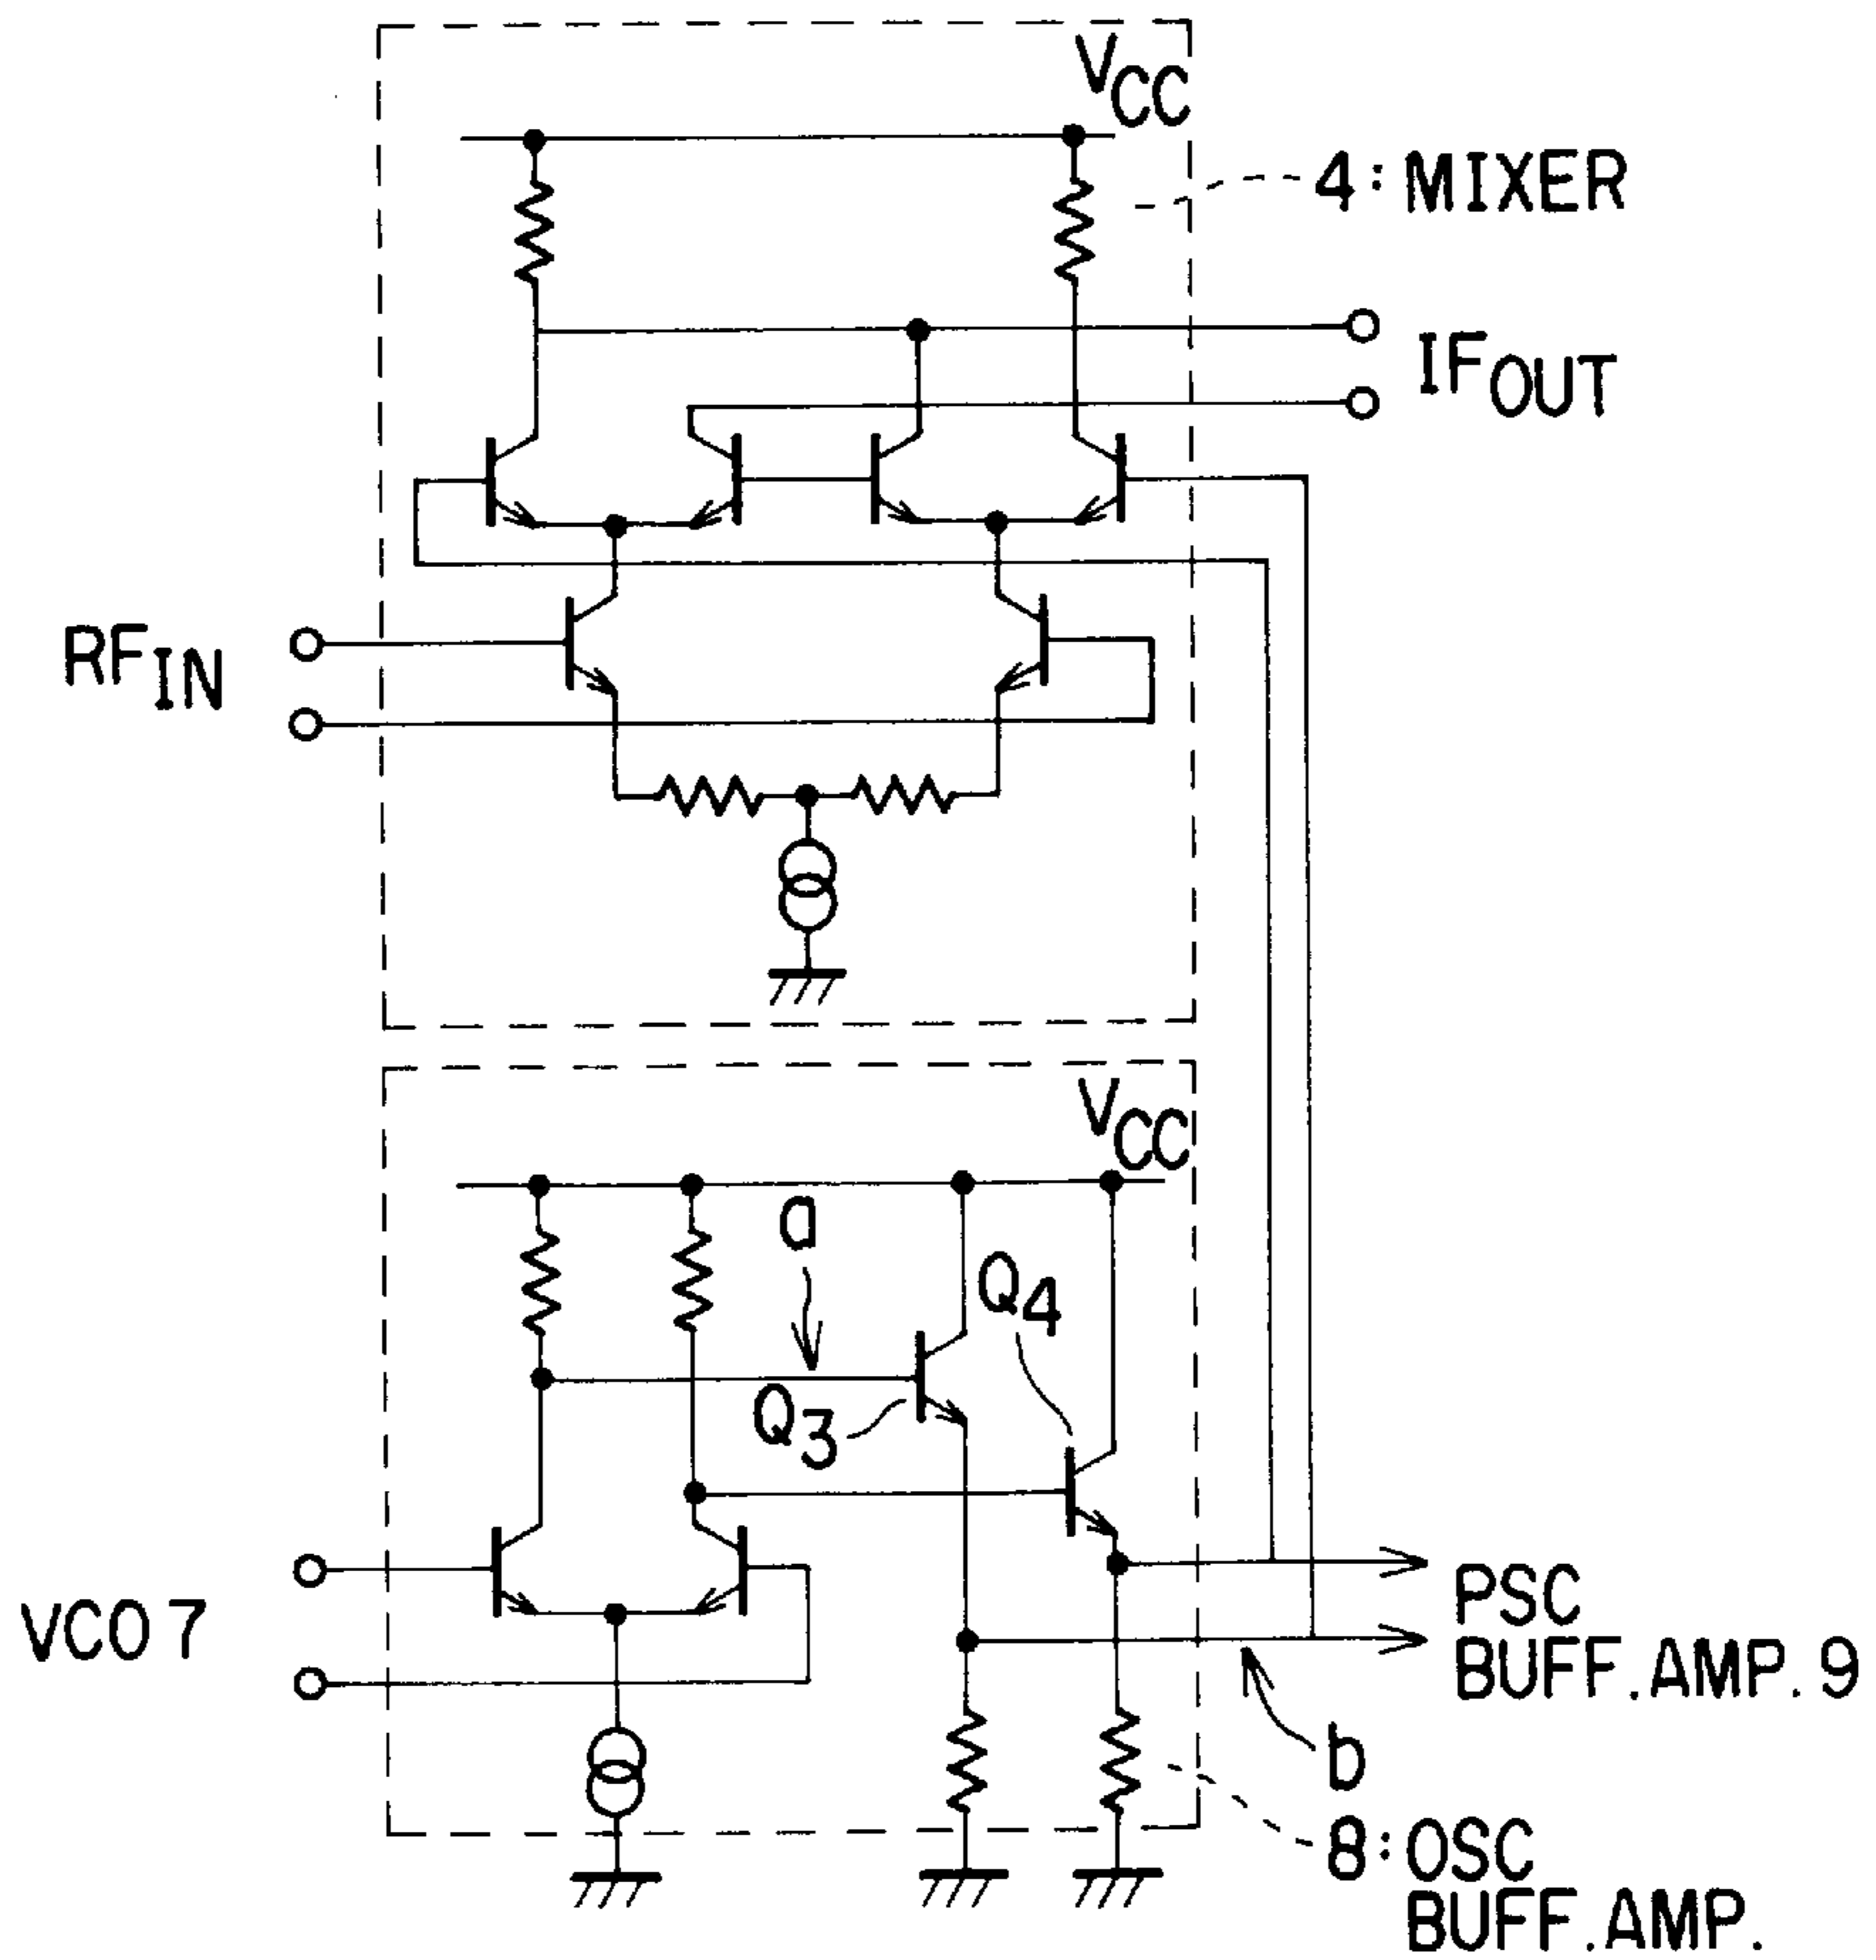 VCC
4: MIXER
IFOUT
RFIN
VCC
a
Q4
Q3
VCO 7
PSC
BUFF. AMP. 9
b
8: OSC
BUFF. AMP.